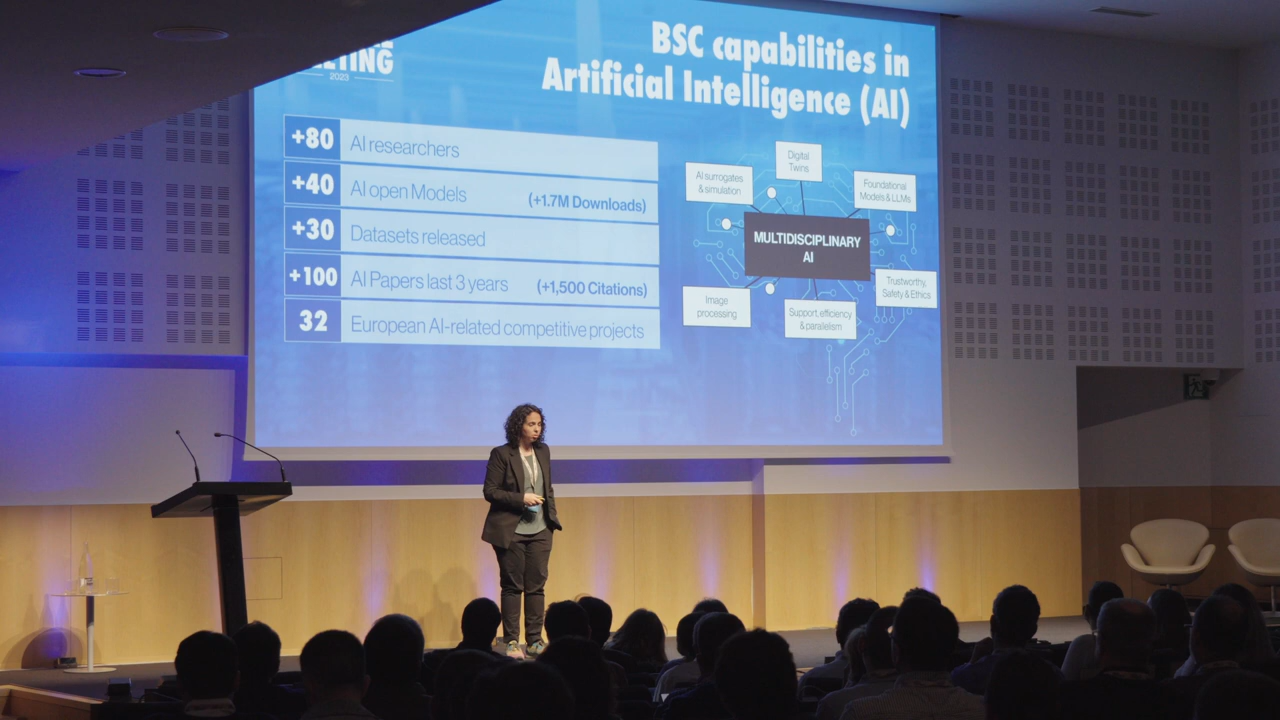 MEETING
2023
BSC capabilities in
Artificial Intelligence (AI)
+80 AI researchers
+40 AI open Models (+1.7M Downloads)
+30 Datasets released
+100 AI Papers last 3 years (+1,500 Citations)
32 European AI-related competitive projects
Digital
Twins
AI surrogates
& simulation
Foundational
Models & LLMs
MULTIDISCIPLINARY
AI
Trustworthy,
Safety & Ethics
Image
processing
Support, efficiency
& parallelism